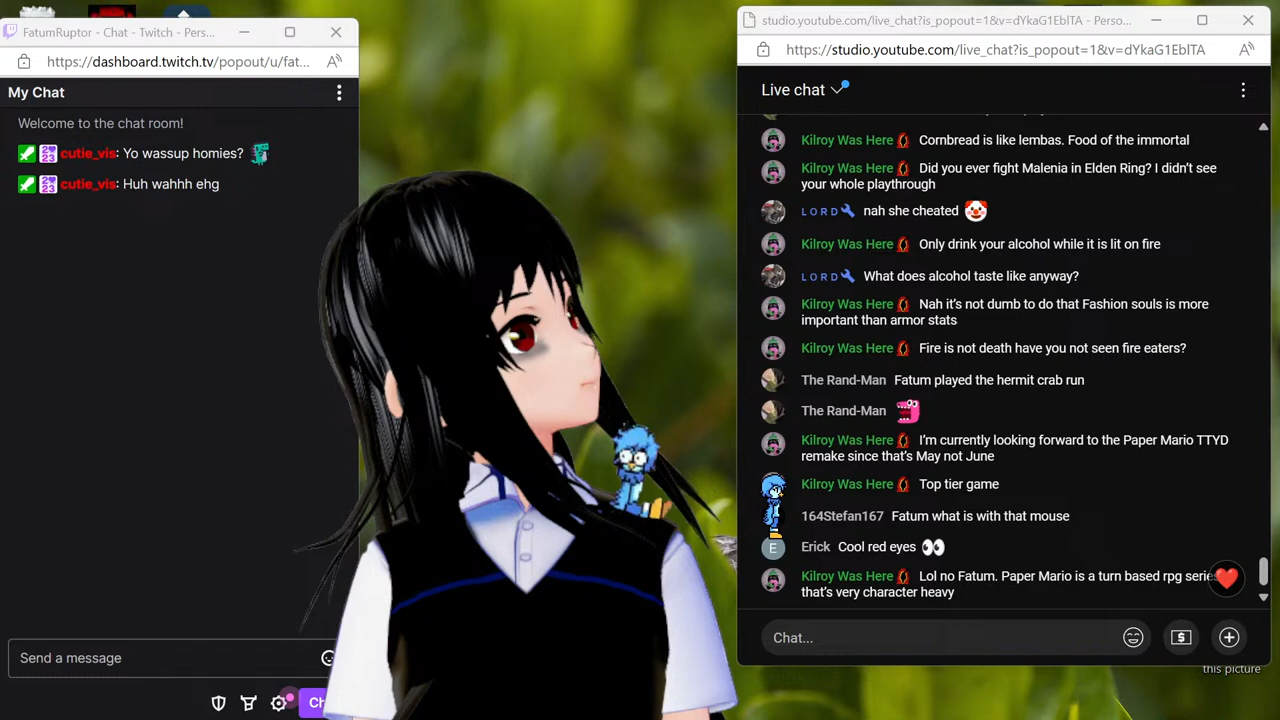 FatumRuptor - Chat - Twitch - Pers...
https://dashboard.twitch.tv/popout/u/fat...
My Chat
Welcome to the chat room!
cutie_vis: Yo wassup homies?
cutie_vis: Huh wahhh ehg
Send a message
studio.youtube.com/live_chat?is_popout=1&v=dYkaG1EblTA - Perso...
https://studio.youtube.com/live_chat?is_popout=1&v=dYkaG1EblTA
Live chat
Kilroy Was Here Cornbread is like lembas. Food of the immortal
Kilroy Was Here Did you ever fight Malenia in Elden Ring? I didn't see
your whole playthrough
L O R D nah she cheated
Kilroy Was Here Only drink your alcohol while it is lit on fire
L O R D What does alcohol taste like anyway?
Kilroy Was Here Nah it's not dumb to do that Fashion souls is more
important than armor stats
Kilroy Was Here Fire is not death have you not seen fire eaters?
The Rand-Man Fatum played the hermit crab run
The Rand-Man
Kilroy Was Here I'm currently looking forward to the Paper Mario TTYD
remake since that's May not June
Kilroy Was Here Top tier game
164Stefan167 Fatum what is with that mouse
E
Erick Cool red eyes
Kilroy Was Here Lol no Fatum. Paper Mario is a turn based rpg serie
that's very character heavy
Chat...
this picture